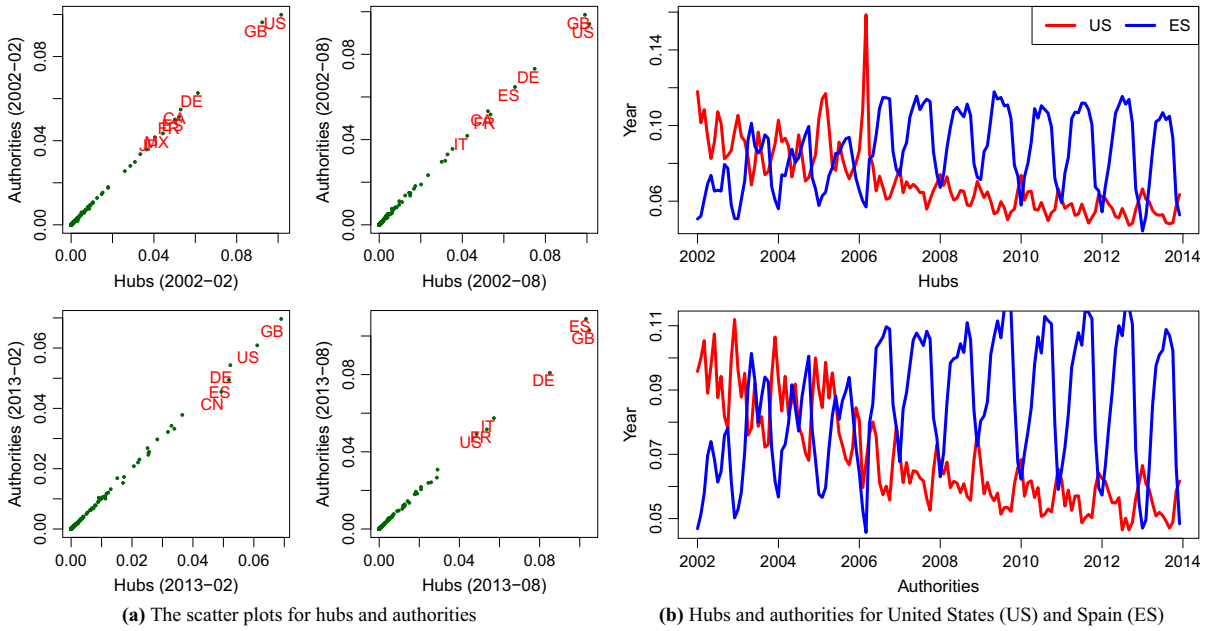 Authorities (2002−02)
0.00
0.04
0.08
GB
US
DE
CA
ES
FR
MX
0.00
0.04
0.08
Hubs (2002−02)
Authorities (2002−08)
0.00
0.04
0.08
GB
US
DE
ES
CA
FR
IT
0.00
0.04
0.08
Hubs (2002−08)
Authorities (2013−02)
0.00
0.02
0.04
0.06
GB
US
DE
ES
CN
0.00
0.02
0.04
0.06
Hubs (2013−02)
Authorities (2013−08)
0.00
0.04
0.08
ES
GB
DE
IT
FR
US
0.00
0.04
0.08
Hubs (2013−08)
(a) The scatter plots for hubs and authorities
US
ES
Year
0.06
0.10
0.14
2002
2004
2006
2008
2010
2012
2014
Hubs
Year
0.05
0.07
0.09
0.11
2002
2004
2006
2008
2010
2012
2014
Authorities
(b) Hubs and authorities for United States (US) and Spain (ES)